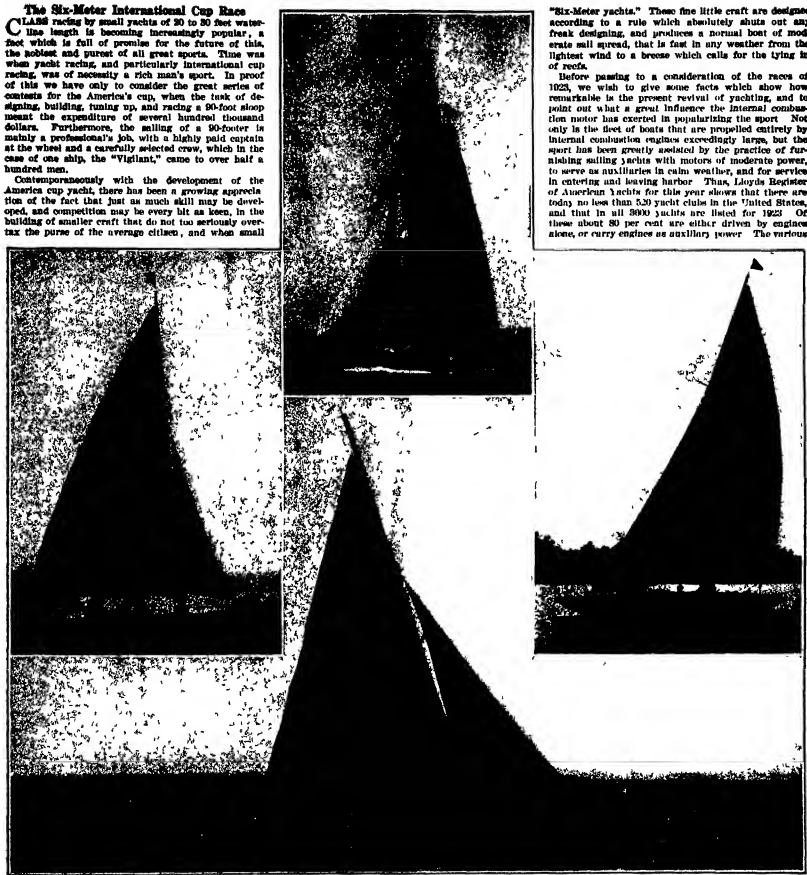 The Six-Meter International Cup Race
CLASS racing by small yachts of 20 to 30 feet water-
line length is becoming increasingly popular, a
fact which is full of promise for the future of this,
the noblest and purest of all great sports. Time was
when yacht racing, and particularly international cup
racing, was of necessity a rich man's sport. In proof
of this we have only to consider the great series of
contests for the America's cup, when the task of de-
signing, building, tuning up, and racing a 90-foot sloop
meant the expenditure of several hundred thousand
dollars. Furthermore, the sailing of a 90-footer is
mainly a professional's job, with a highly paid captain
at the wheel and a carefully selected crew, which in the
case of one ship, the "Vigilant," came to over half a
hundred men.
Contemporaneously with the development of the
America cup yacht, there has been a growing apprecia
tion of the fact that just as much skill may be devel-
oped, and competition may be every bit as keen, in the
building of smaller craft that do not too seriously over-
tax the purse of the average citizen, and when small
"Six-Meter yachts." These fine little craft are designed
according to a rule which absolutely shuts out any
freak designing, and produces a normal boat of mod
erate sail spread, that is fast in any weather from the
lightest wind to a breeze which calls for the tying in
of reefs.
Before passing to a consideration of the races of
1923, we wish to give some facts which show how
remarkable is the present revival of yachting, and to
point out what a great influence the internal combus-
tion motor has exerted in popularizing the sport Not
only is the fleet of boats that are propelled entirely by
internal combustion engines exceedingly large, but the
sport has been greatly assisted by the practice of fur-
nishing sailing yachts with motors of moderate power,
to serve as auxiliaries in calm weather, and for service
in entering and leaving harbor Thus, Lloyds Register
of American Yachts for this year shows that there are
today no less than 520 yacht clubs in the United States,
and that in all 3600 yachts are listed for 1923 Of
these about 80 per cent are either driven by engines
alone, or carry engines as auxiliary power The various